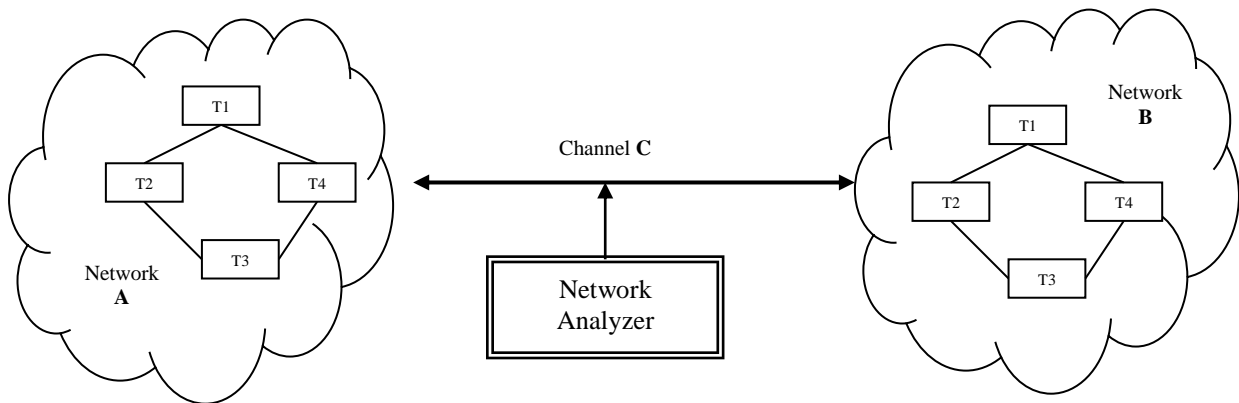 T1
T2
T4
T3
Network
A
Channel C
Network
Analyzer
Network
B
T1
T2
T4
T3